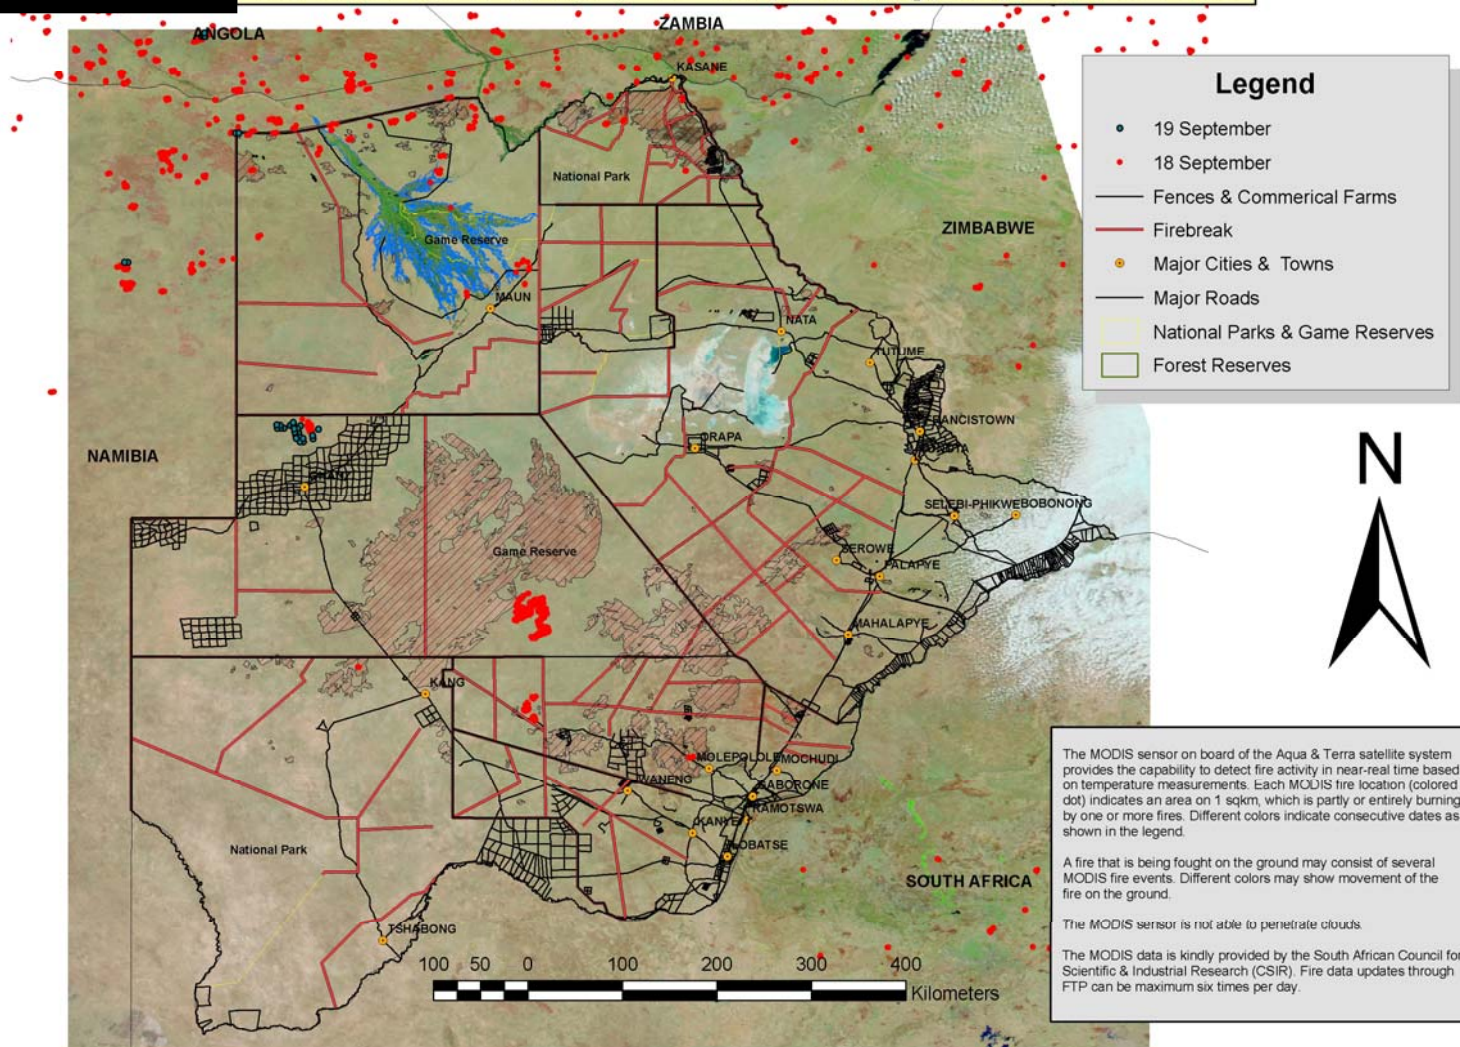 ANGOLA
ZAMBIA
KASANE
National Park
ZIMBABWE
Game Reserve
MAUN
NATA
TUTUME
FRANCISTOWN
ORAPA
NAMIBIA
SELEBI-PHIKWE
BOBONONG
Game Reserve
SEROWE
PALAPYE
MAHALAPYE
KANG
MOLEPOLOLE
MOCHUDI
JWANENG
GABORONE
RAMOTSWA
KANYE
LOBATSE
National Park
SOUTH AFRICA
TSHABONG
100 50 0 100 200 300 400
Kilometers
Legend
19 September
18 September
Fences & Commerical Farms
Firebreak
Major Cities & Towns
Major Roads
National Parks & Game Reserves
Forest Reserves
N
The MODIS sensor on board of the Aqua & Terra satellite system
provides the capability to detect fire activity in near-real time based
on temperature measurements. Each MODIS fire location (colored
dot) indicates an area on 1 sqkm, which is partly or entirely burning
by one or more fires. Different colors indicate consecutive dates as
shown in the legend.
A fire that is being fought on the ground may consist of several
MODIS fire events. Different colors may show movement of the
fire on the ground.
The MODIS sensor is not able to penetrate clouds.
The MODIS data is kindly provided by the South African Council for
Scientific & Industrial Research (CSIR). Fire data updates through
FTP can be maximum six times per day.